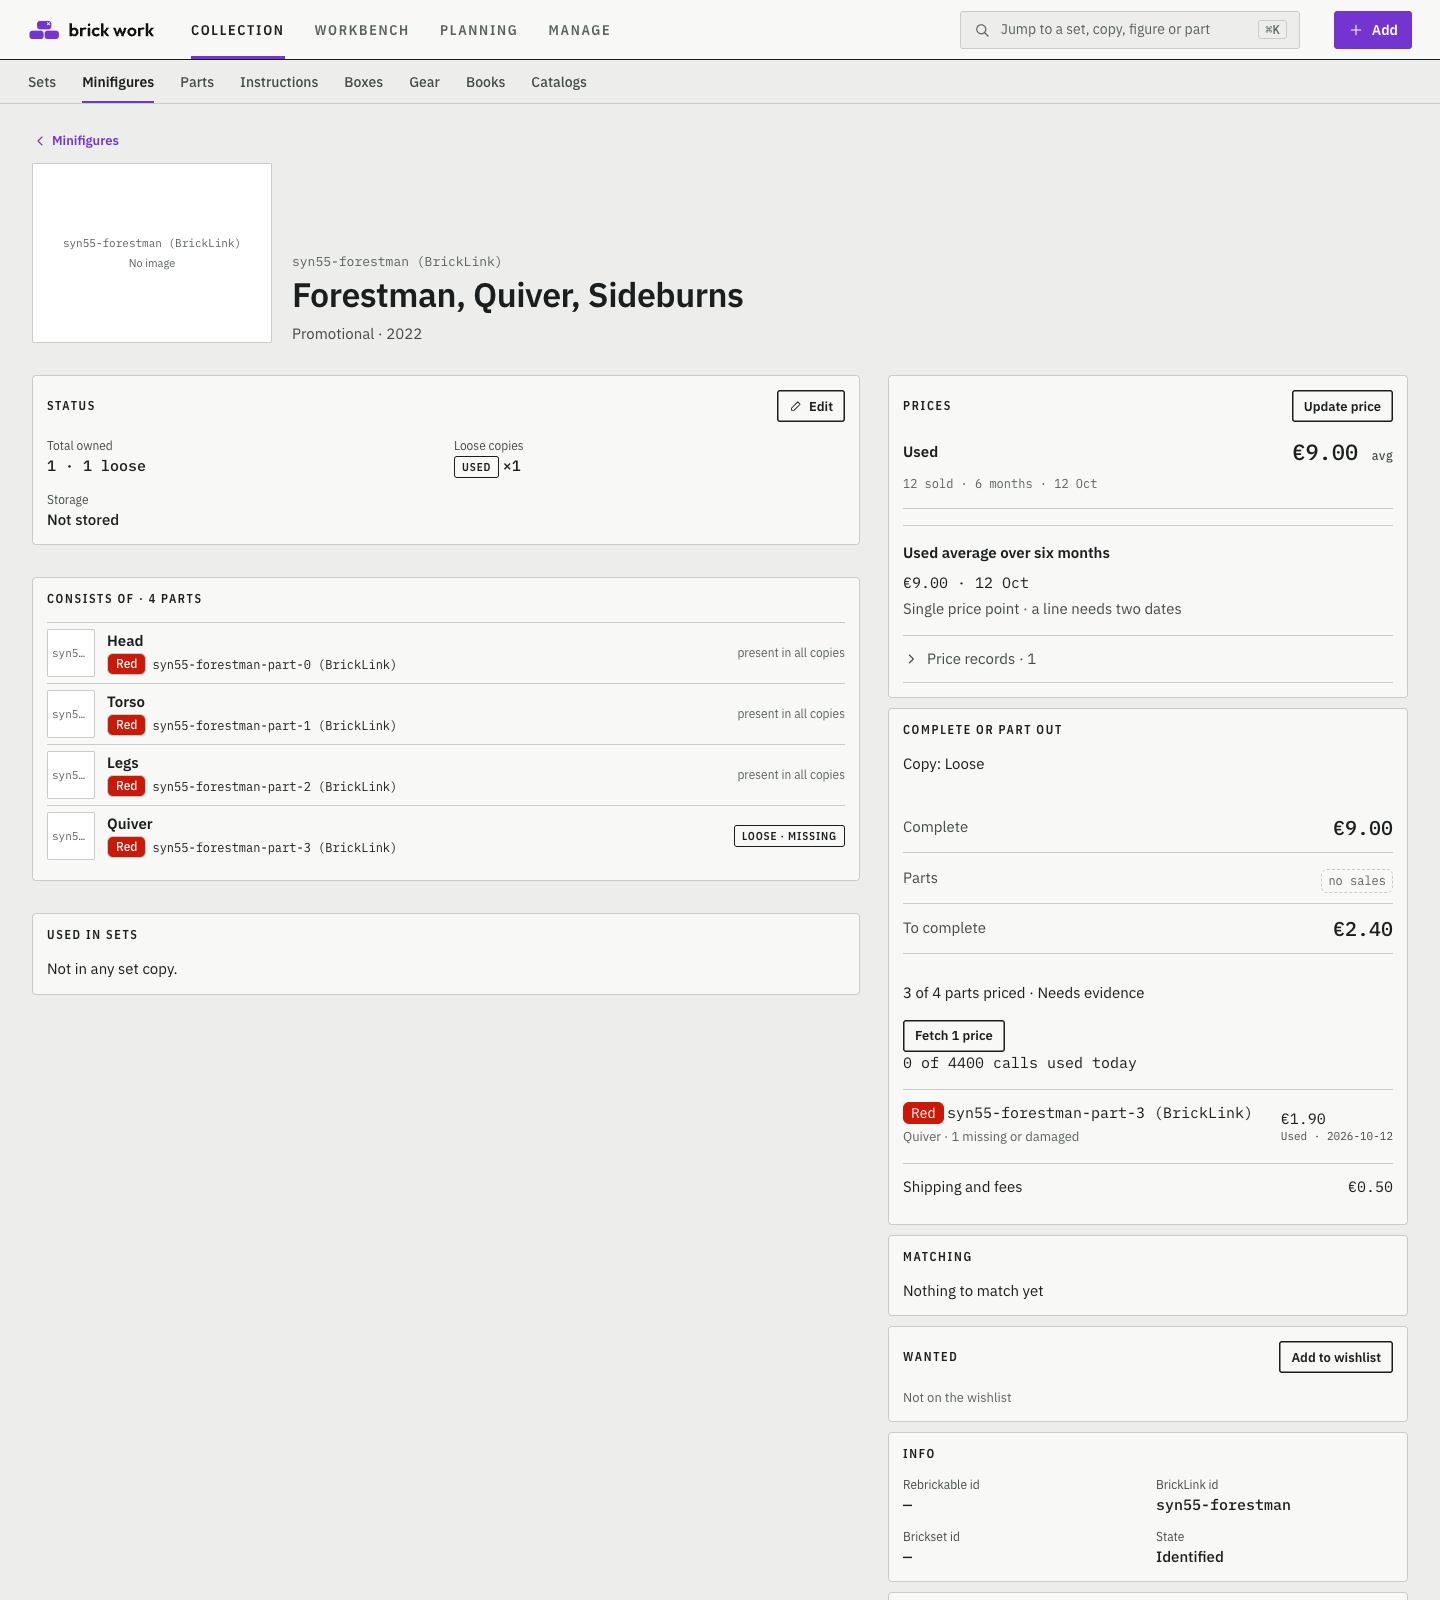 brick work
COLLECTION WORKBENCH PLANNING MANAGE
Jump to a set, copy, figure or part ⌘K
+ Add
Sets Minifigures Parts Instructions Boxes Gear Books Catalogs
Minifigures
syn55-forestman (BrickLink)
No image
syn55-forestman (BrickLink)
Forestman, Quiver, Sideburns
Promotional · 2022
STATUS
Edit
Total owned
1 · 1 loose
Loose copies
USED ×1
Storage
Not stored
CONSISTS OF · 4 PARTS
syn5…
Head
Red syn55-forestman-part-0 (BrickLink)
present in all copies
syn5…
Torso
Red syn55-forestman-part-1 (BrickLink)
present in all copies
syn5…
Legs
Red syn55-forestman-part-2 (BrickLink)
present in all copies
syn5…
Quiver
Red syn55-forestman-part-3 (BrickLink)
LOOSE · MISSING
USED IN SETS
Not in any set copy.
PRICES
Update price
Used
€9.00 avg
12 sold · 6 months · 12 Oct
Used average over six months
€9.00 · 12 Oct
Single price point · a line needs two dates
Price records · 1
COMPLETE OR PART OUT
Copy: Loose
Complete €9.00
Parts no sales
To complete €2.40
3 of 4 parts priced · Needs evidence
Fetch 1 price
0 of 4400 calls used today
Red syn55-forestman-part-3 (BrickLink)
Quiver · 1 missing or damaged
€1.90
Used · 2026-10-12
Shipping and fees €0.50
MATCHING
Nothing to match yet
WANTED
Add to wishlist
Not on the wishlist
INFO
Rebrickable id
—
BrickLink id
syn55-forestman
Brickset id
—
State
Identified